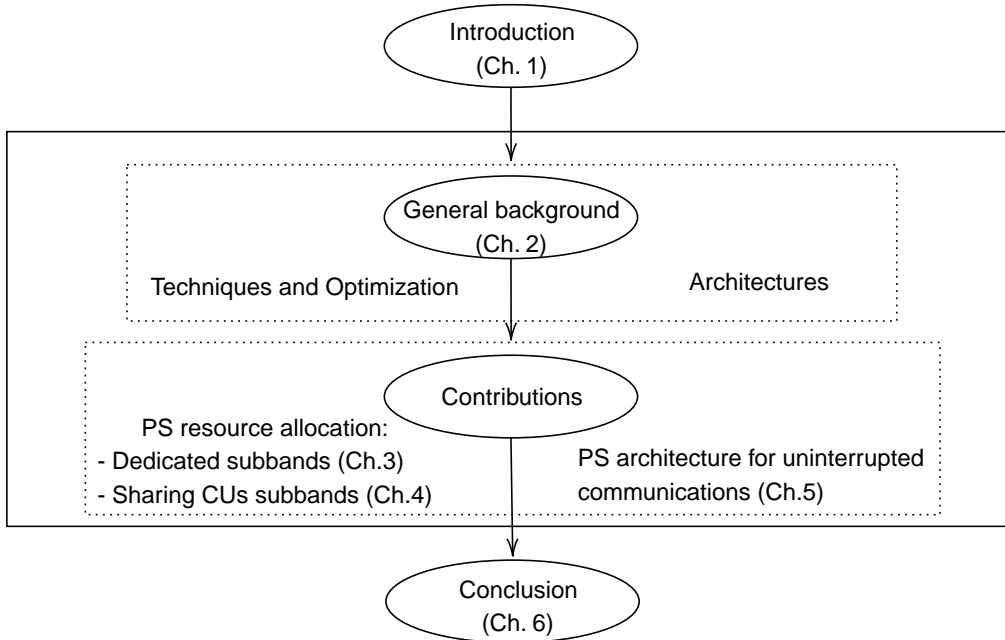 Introduction
(Ch. 1)
General background
(Ch. 2)
Techniques and Optimization
Architectures
Contributions
PS resource allocation:
- Dedicated subbands (Ch.3)
- Sharing CUs subbands (Ch.4)
PS architecture for uninterrupted
communications (Ch.5)
Conclusion
(Ch. 6)